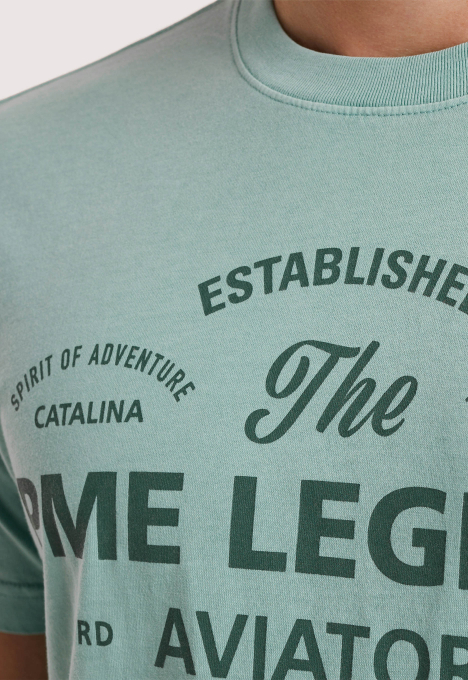 ESTABLISHE
SPIRIT OF ADVENTURE
The
CATALINA
PME LEG
RD AVIATOR